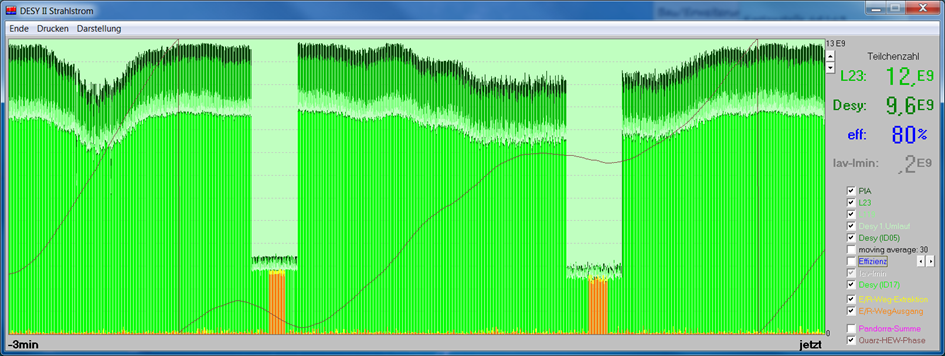 DESY II Strahlstrom
Ende Drucken Darstellung
13 E9
Teilchenzahl
L23: 12,E9
Desy: 9,6E9
eff: 80%
Iav-Imin: ,2E9
PIA
L23
Desy 1.Umlauf
Desy (ID05)
moving average: 30
Effizienz
Iav-Imin
Desy (ID17)
E/R-Weg-Extraktion
E/R-WegAusgang
Pandorra-Summe
Quarz-HEW-Phase
0
-3min jetzt